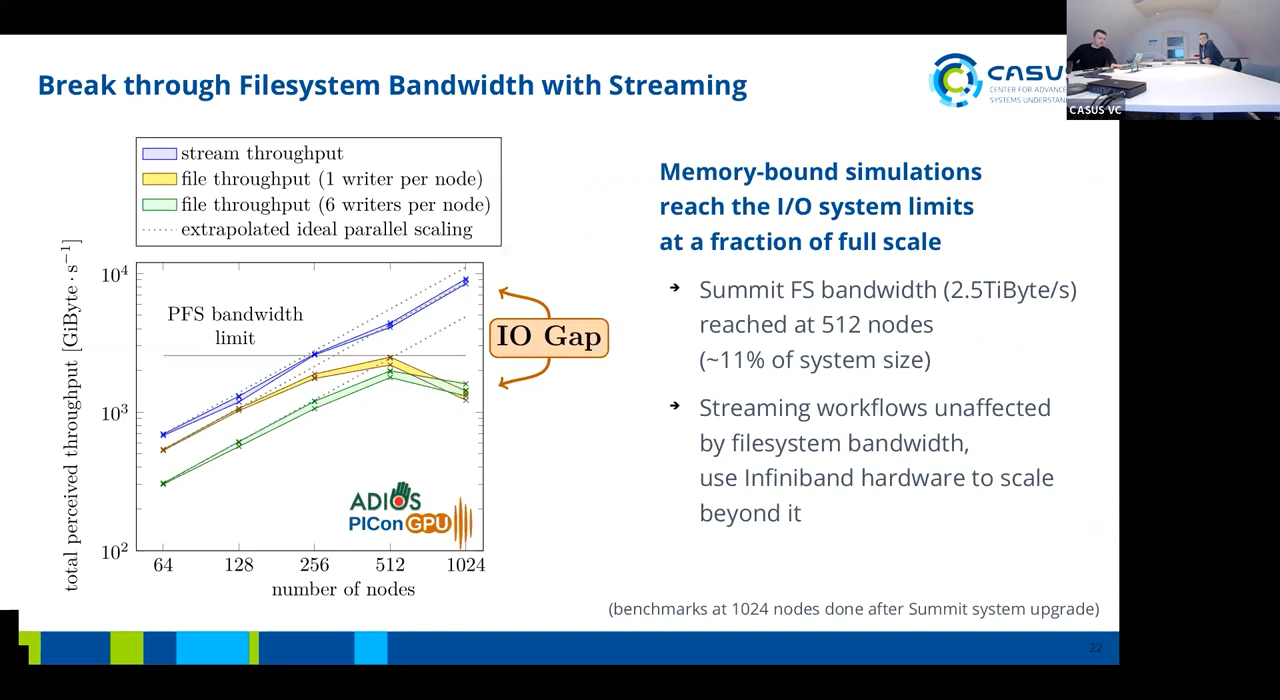 Break through Filesystem Bandwidth with Streaming
CASUS
CENTER FOR ADVANCE
SYSTEMS UNDERSTAN
CASUS VC
stream throughput
file throughput (1 writer per node)
file throughput (6 writers per node)
extrapolated ideal parallel scaling
total perceived throughput [GiByte · s⁻¹]
10⁴
10³
10²
PFS bandwidth
limit
IO Gap
ADIOS
PIConGPU
64 128 256 512 1024
number of nodes
Memory-bound simulations
reach the I/O system limits
at a fraction of full scale
➔ Summit FS bandwidth (2.5TiByte/s)
reached at 512 nodes
(~11% of system size)
➔ Streaming workflows unaffected
by filesystem bandwidth,
use Infiniband hardware to scale
beyond it
(benchmarks at 1024 nodes done after Summit system upgrade)
22